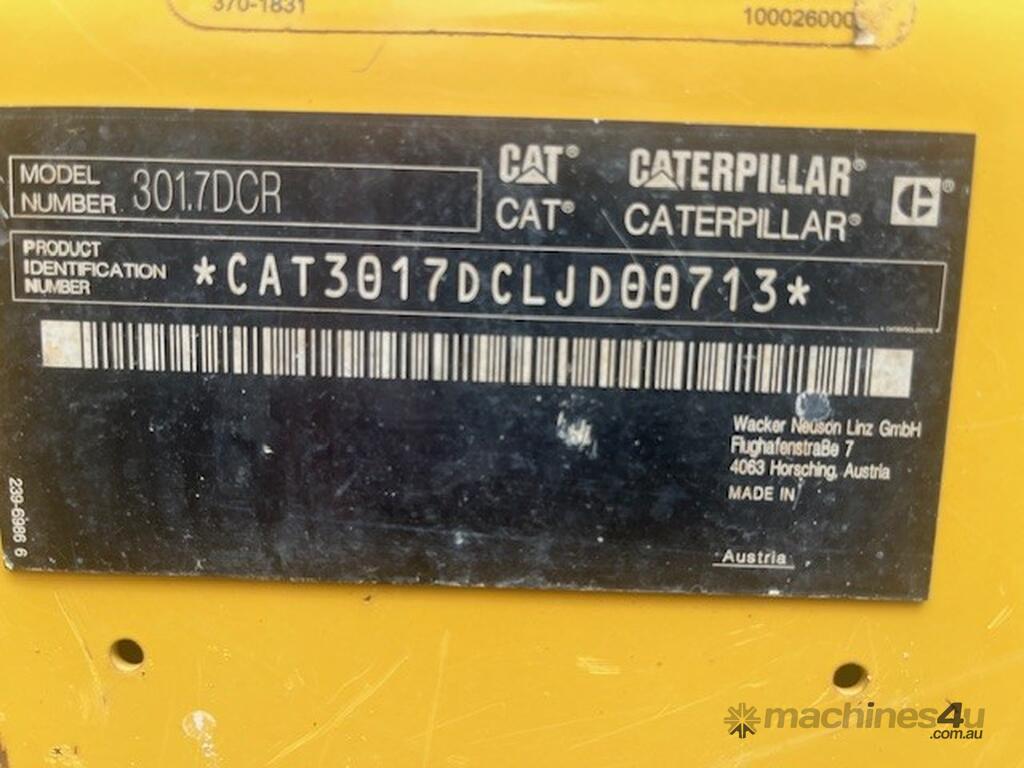 370-1831
100026000
MODEL NUMBER 301.7DCR
CAT® CATERPILLAR®
CAT® CATERPILLAR®
PRODUCT IDENTIFICATION NUMBER *CAT3017DCLJD00713*
Wacker Neuson Linz GmbH
Flughafenstraße 7
4063 Horsching, Austria
MADE IN
Austria
239-6986 6
machines4u
.com.au